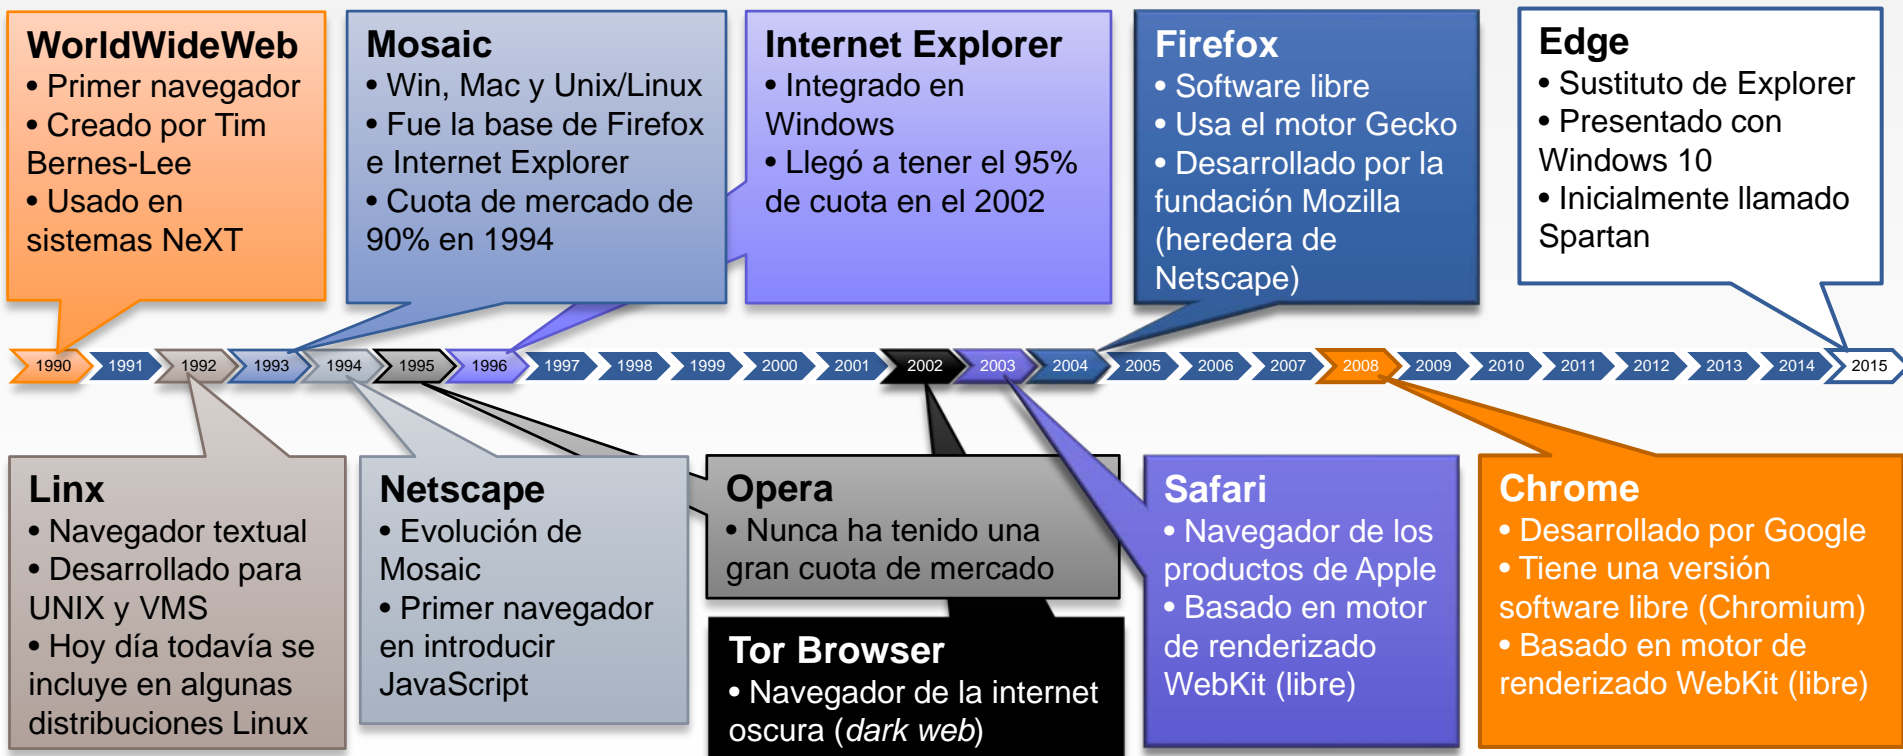 WorldWideWeb
• Primer navegador
• Creado por Tim
Bernes-Lee
• Usado en
sistemas NeXT
Mosaic
• Win, Mac y Unix/Linux
• Fue la base de Firefox
e Internet Explorer
• Cuota de mercado de
90% en 1994
Internet Explorer
• Integrado en
Windows
• Llegó a tener el 95%
de cuota en el 2002
Firefox
• Software libre
• Usa el motor Gecko
• Desarrollado por la
fundación Mozilla
(heredera de
Netscape)
Edge
• Sustituto de Explorer
• Presentado con
Windows 10
• Inicialmente llamado
Spartan
1990 1991 1992 1993 1994 1995 1996 1997 1998 1999 2000 2001 2002 2003 2004 2005 2006 2007 2008 2009 2010 2011 2012 2013 2014 2015
Linx
• Navegador textual
• Desarrollado para
UNIX y VMS
• Hoy día todavía se
incluye en algunas
distribuciones Linux
Netscape
• Evolución de
Mosaic
• Primer navegador
en introducir
JavaScript
Opera
• Nunca ha tenido una
gran cuota de mercado
Tor Browser
• Navegador de la internet
oscura (dark web)
Safari
• Navegador de los
productos de Apple
• Basado en motor
de renderizado
WebKit (libre)
Chrome
• Desarrollado por Google
• Tiene una versión
software libre (Chromium)
• Basado en motor de
renderizado WebKit (libre)